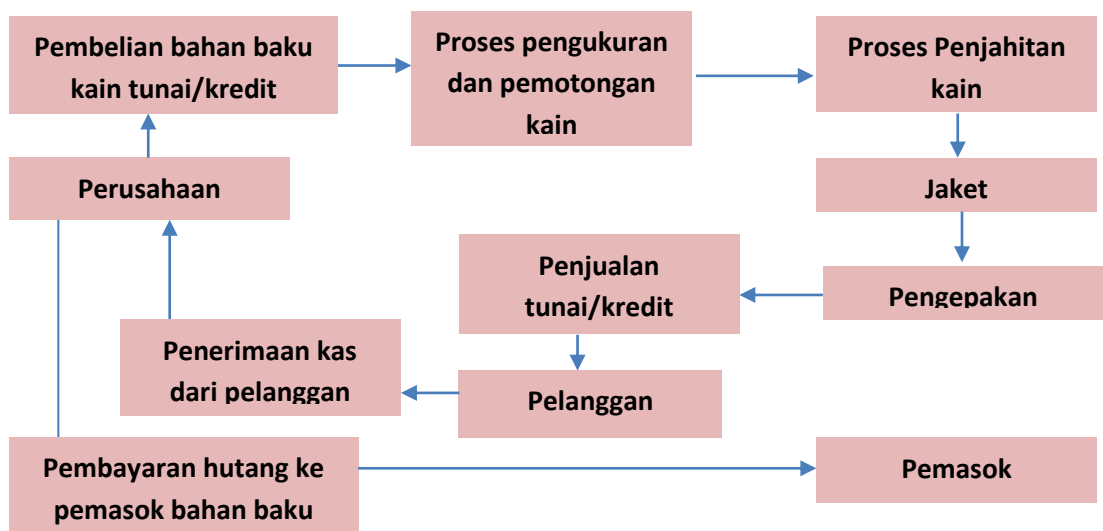 Pembelian bahan baku
kain tunai/kredit
Proses pengukuran
dan pemotongan
kain
Proses Penjahitan
kain
Perusahaan
Jaket
Penjualan
tunai/kredit
Pengepakan
Penerimaan kas
dari pelanggan
Pelanggan
Pembayaran hutang ke
pemasok bahan baku
Pemasok